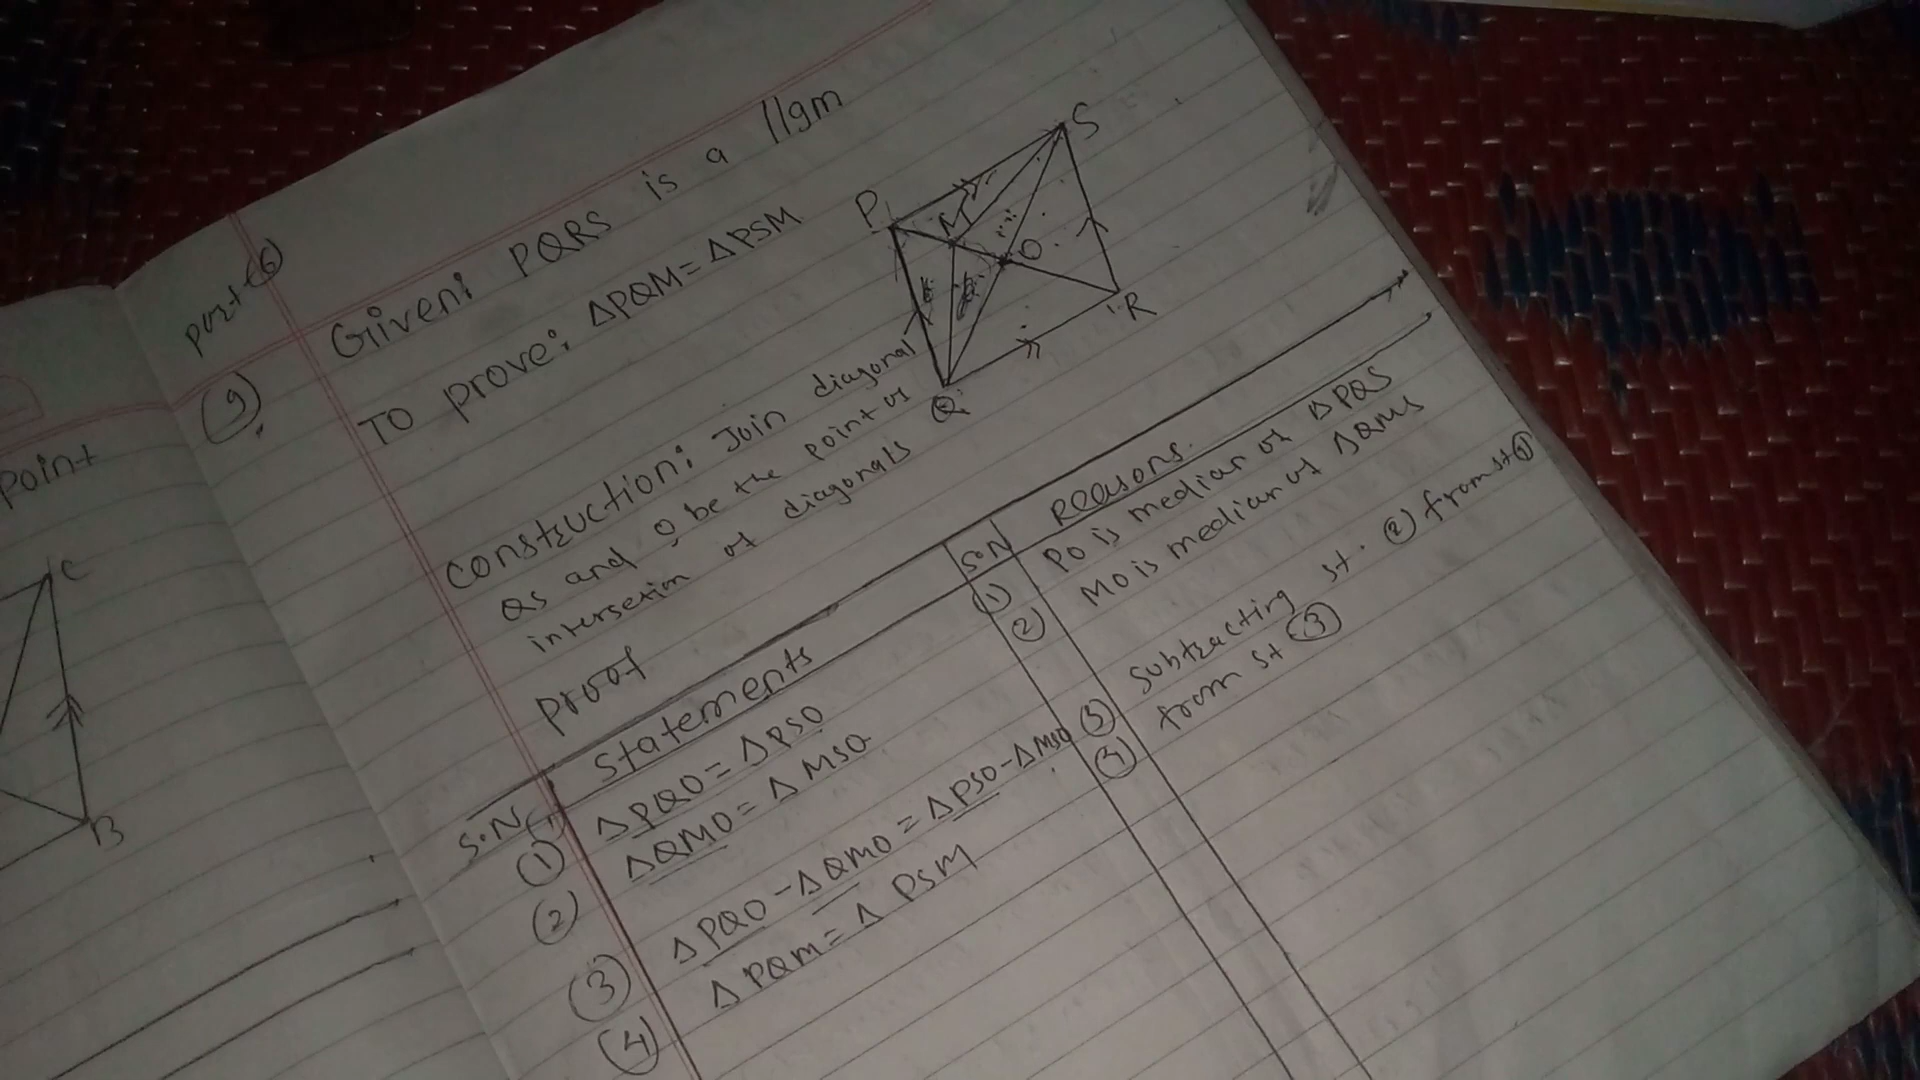 part (6)
(9)
Given: PQRS is a llgm
TO prove: ΔPQM = ΔPSM
construction: Join diagonal
QS and O be the point of
intersexim of diagonals
P
M
S
O
R
Q
proof
S.N
Statements
S.N
Reasons.
(1)
ΔPQO = ΔPSO
(1)
PO is median of ΔPQS
(2)
ΔQMO = ΔMSO
(2)
MO is median of ΔQMS
(3)
ΔPQO - ΔQMO = ΔPSO - ΔMSO
(3)
subtracting st. (2) from st (1)
(4)
ΔPQM = Δ PSM
(4)
from st (3)
Point
C
B